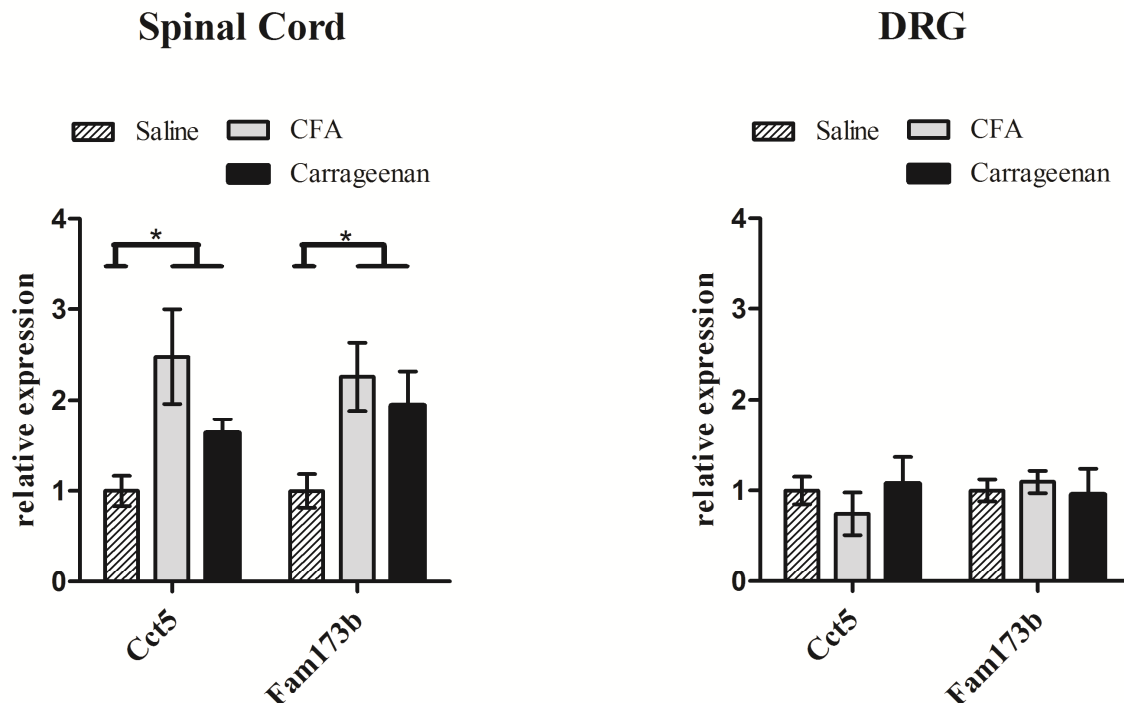 Spinal Cord
Saline
CFA
Carrageenan
relative expression
4
*
*
3
2
1
0
Cct5
Fam173b
DRG
Saline
CFA
Carrageenan
relative expression
4
3
2
1
0
Cct5
Fam173b